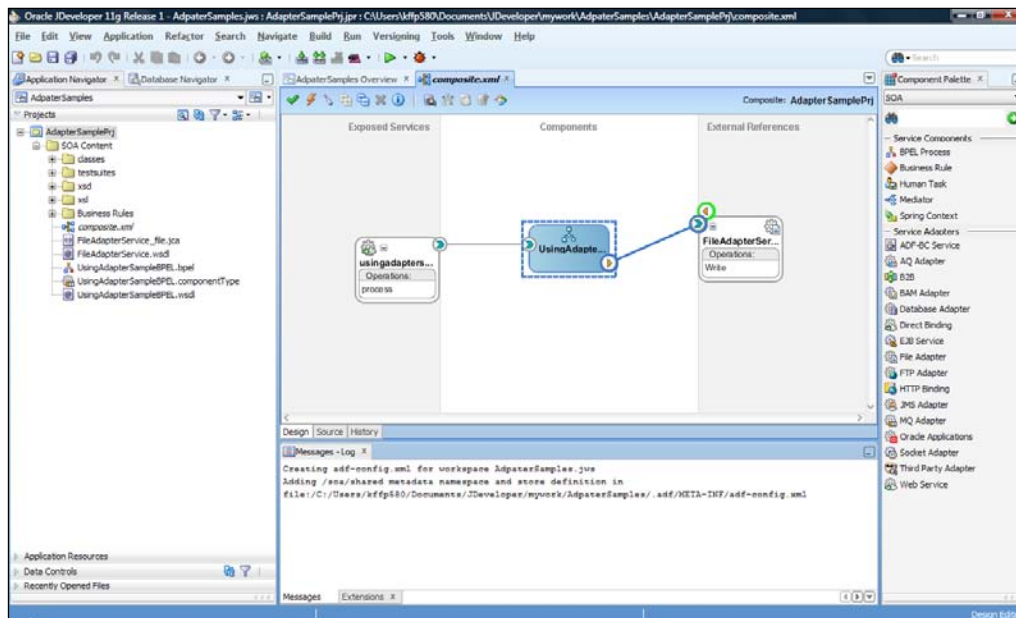 Oracle JDeveloper 11g Release 1 - AdpaterSamples.jws : AdapterSamplePrj.jpr : C:\Users\kffp580\Documents\JDeveloper\mywork\AdpaterSamples\AdapterSamplePrj\composite.xml
File Edit View Application Refactor Search Navigate Build Run Versioning Tools Window Help
Search
Application Navigator
Database Navigator
AdpaterSamples Overview
composite.xml
Component Palette
AdpaterSamples
Composite: AdapterSamplePrj
SOA
Projects
AdapterSamplePrj
SOA Content
classes
testsuites
xsd
xsl
Business Rules
composite.xml
FileAdapterService_file.jca
FileAdapterService.wsdl
UsingAdapterSampleBPEL.bpel
UsingAdapterSampleBPEL.componentType
UsingAdapterSampleBPEL.wsdl
Application Resources
Data Controls
Recently Opened Files
Exposed Services
Components
External References
usingadapters...
Operations:
process
UsingAdapte...
FileAdapterSer...
Operations:
Write
Design Source History
Messages - Log
Creating adf-config.xml for workspace AdpaterSamples.jws
Adding /soa/shared metadata namespace and store definition in
file:/C:/Users/kffp580/Documents/JDeveloper/mywork/AdpaterSamples/.adf/META-INF/adf-config.xml
Messages Extensions
Service Components
BPEL Process
Business Rule
Human Task
Mediator
Spring Context
Service Adapters
ADF-BC Service
AQ Adapter
B2B
BAM Adapter
Database Adapter
Direct Binding
EJB Service
File Adapter
FTP Adapter
HTTP Binding
JMS Adapter
MQ Adapter
Oracle Applications
Socket Adapter
Third Party Adapter
Web Service
Design Editi